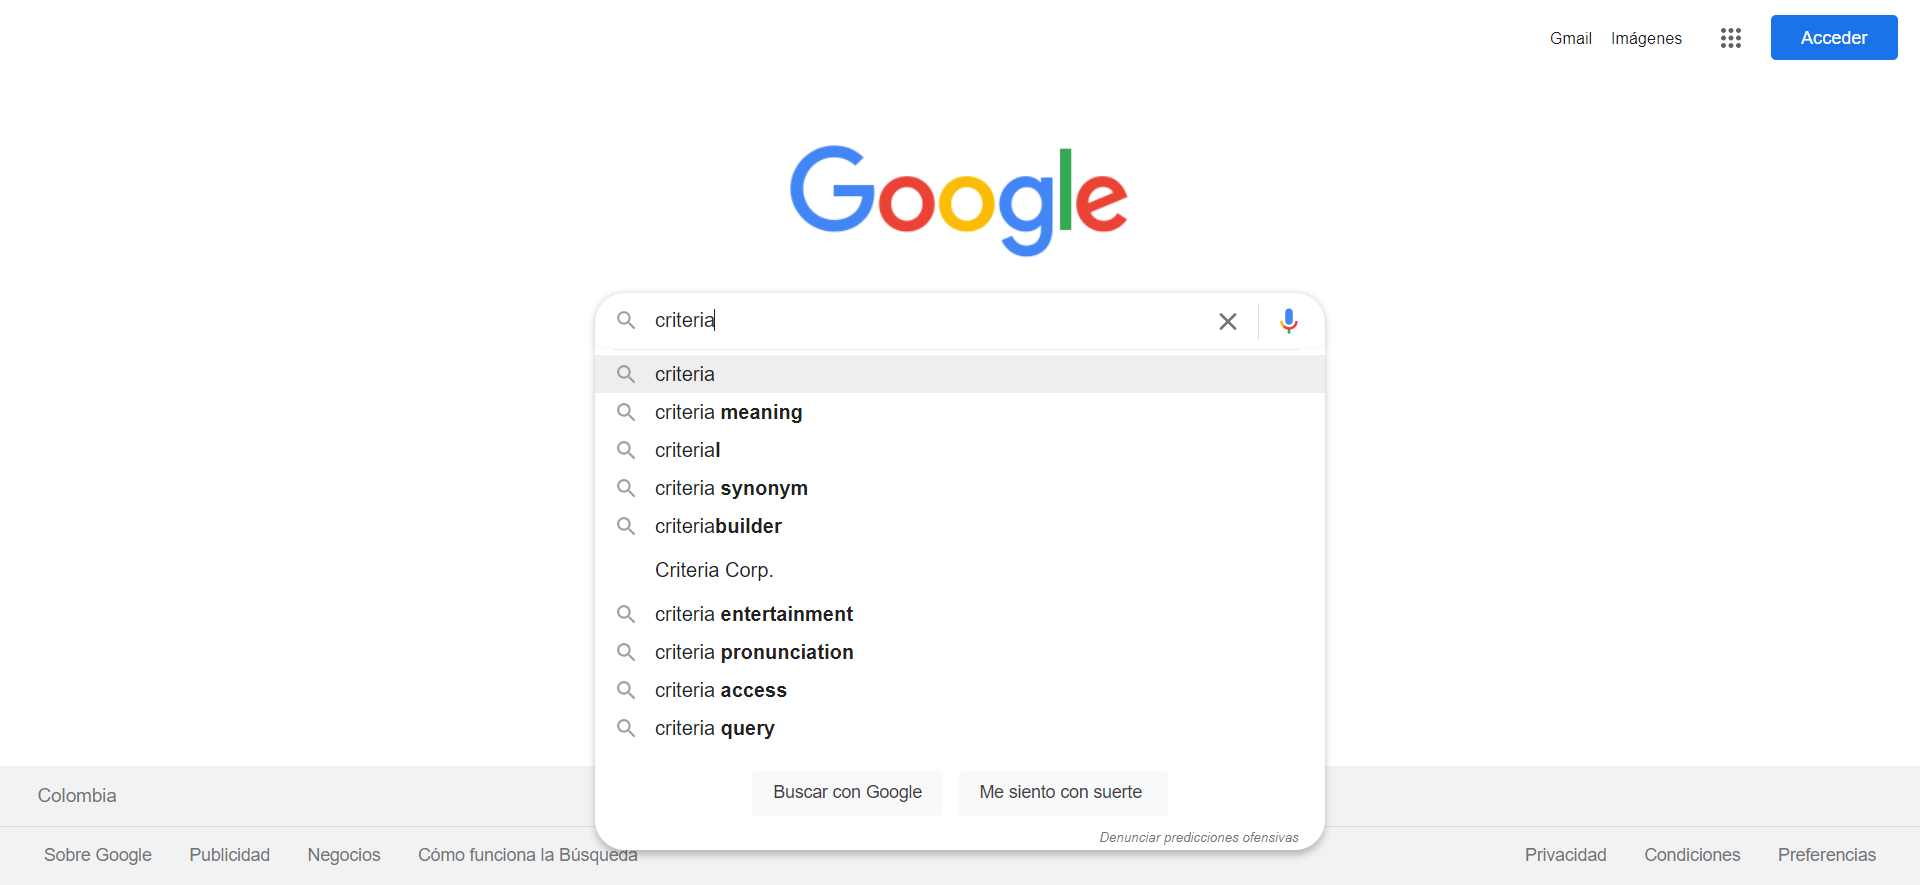 Gmail Imágenes Acceder
Google
criteria
criteria
criteria meaning
criterial
criteria synonym
criteriabuilder
Criteria Corp.
criteria entertainment
criteria pronunciation
criteria access
criteria query
Buscar con Google Me siento con suerte
Denunciar predicciones ofensivas
Colombia
Sobre Google Publicidad Negocios Cómo funciona la Búsqueda Privacidad Condiciones Preferencias